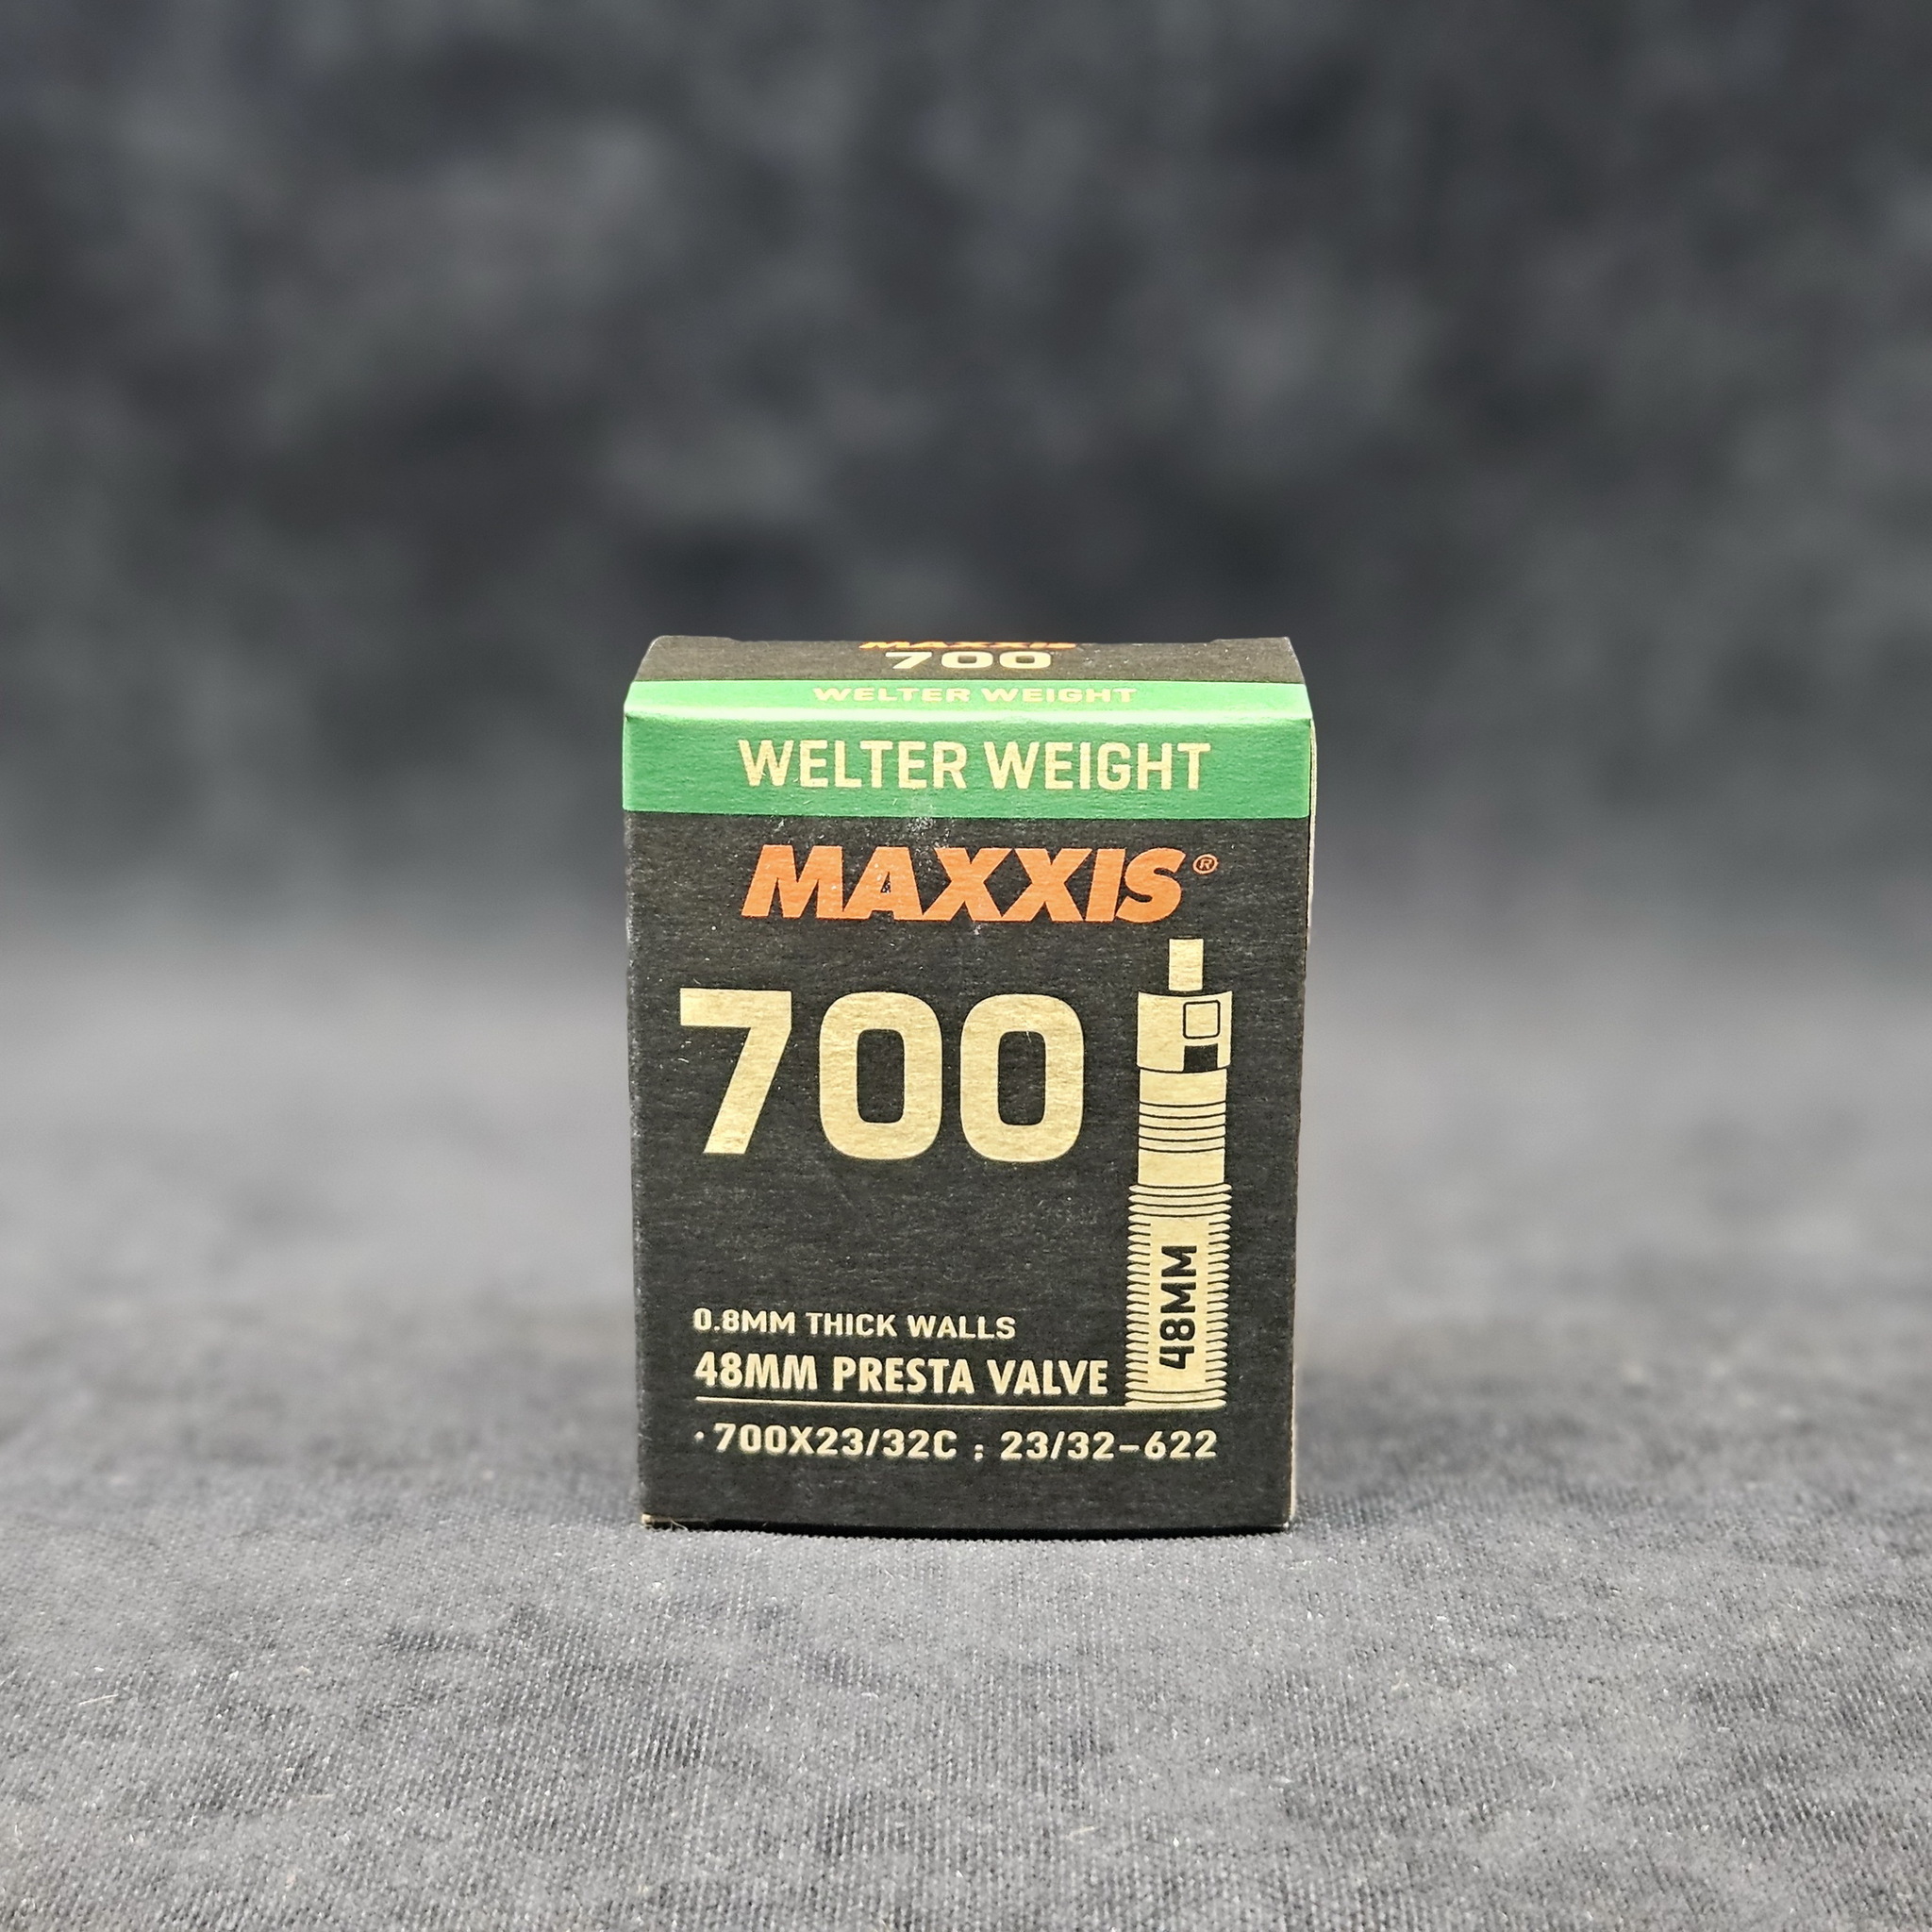 MAXXIS
700
WELTER WEIGHT
WELTER WEIGHT
MAXXIS®
700
48MM
0.8MM THICK WALLS
48MM PRESTA VALVE
·700X23/32C ; 23/32-622